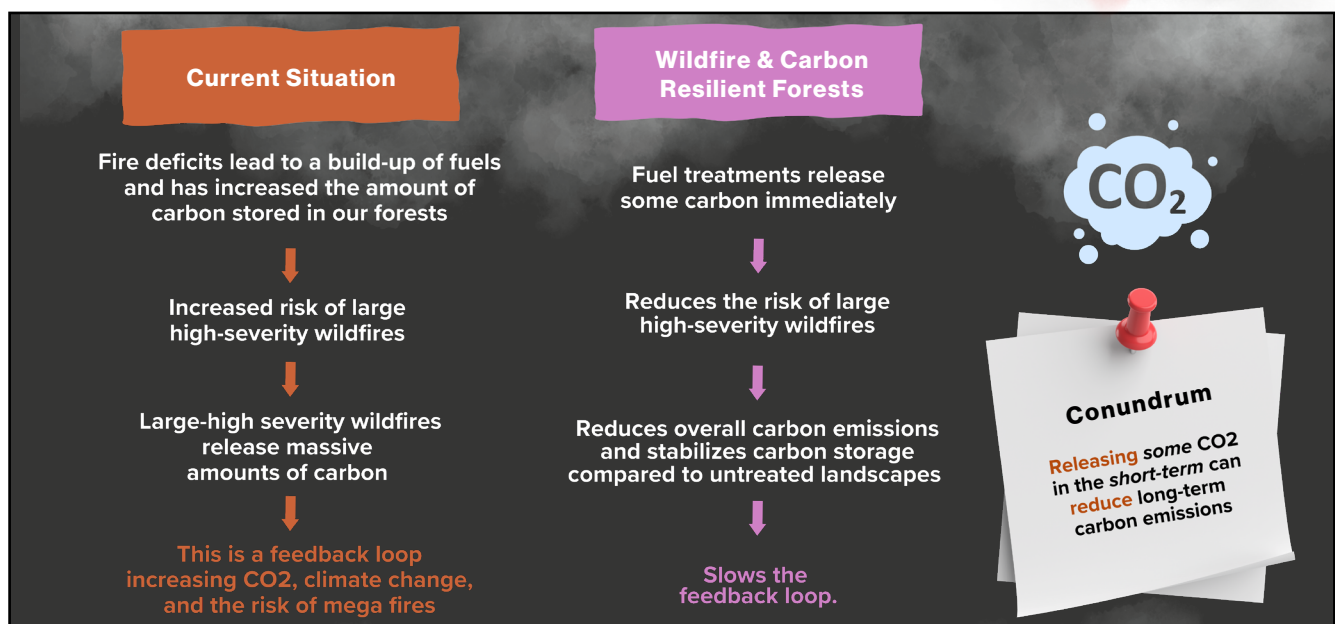 Current Situation
Fire deficits lead to a build-up of fuels
and has increased the amount of
carbon stored in our forests
Increased risk of large
high-severity wildfires
Large-high severity wildfires
release massive
amounts of carbon
This is a feedback loop
increasing CO2, climate change,
and the risk of mega fires
Wildfire & Carbon
Resilient Forests
Fuel treatments release
some carbon immediately
Reduces the risk of large
high-severity wildfires
Reduces overall carbon emissions
and stabilizes carbon storage
compared to untreated landscapes
Slows the
feedback loop.
CO₂
Conundrum
Releasing some CO2
in the short-term can
reduce long-term
carbon emissions